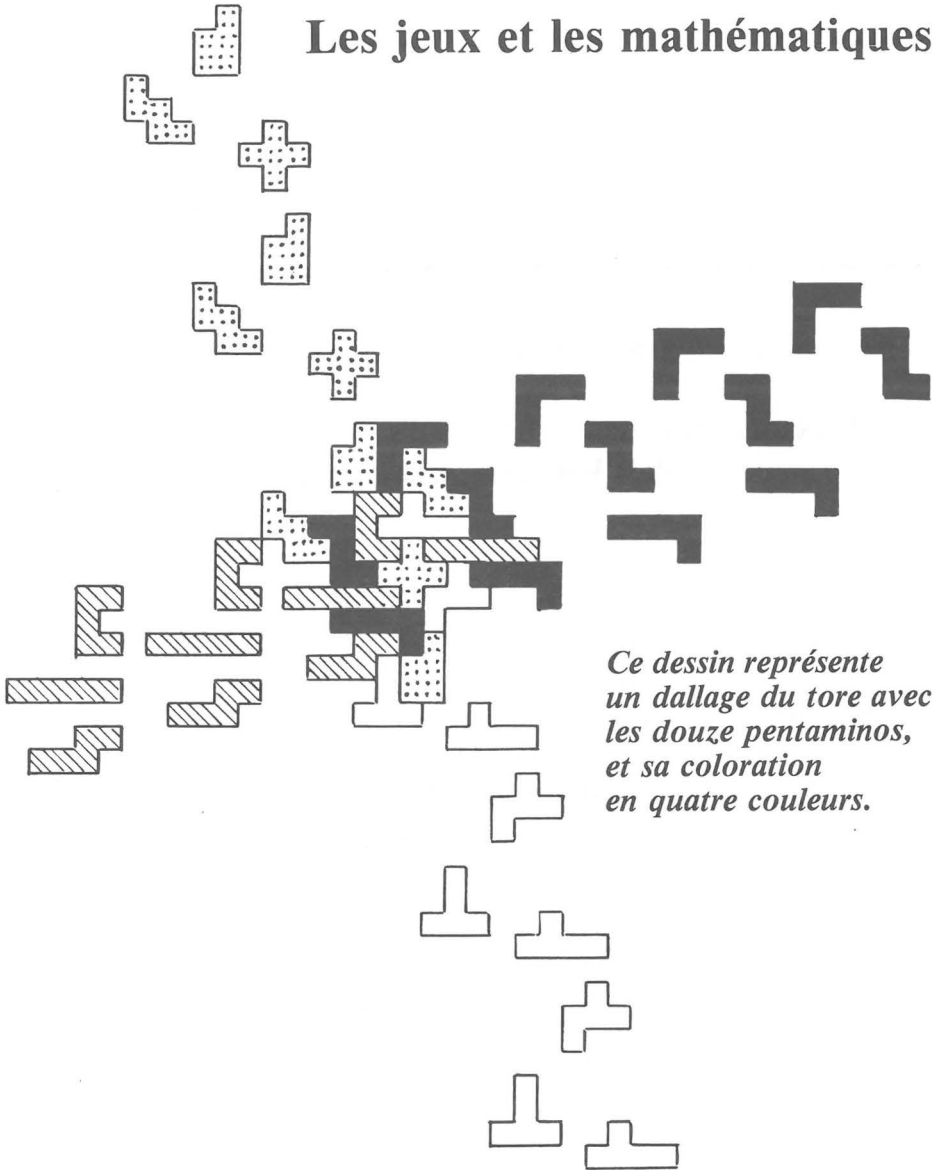 Les jeux et les mathématiques
Ce dessin représente
un dallage du tore avec
les douze pentaminos,
et sa coloration
en quatre couleurs.